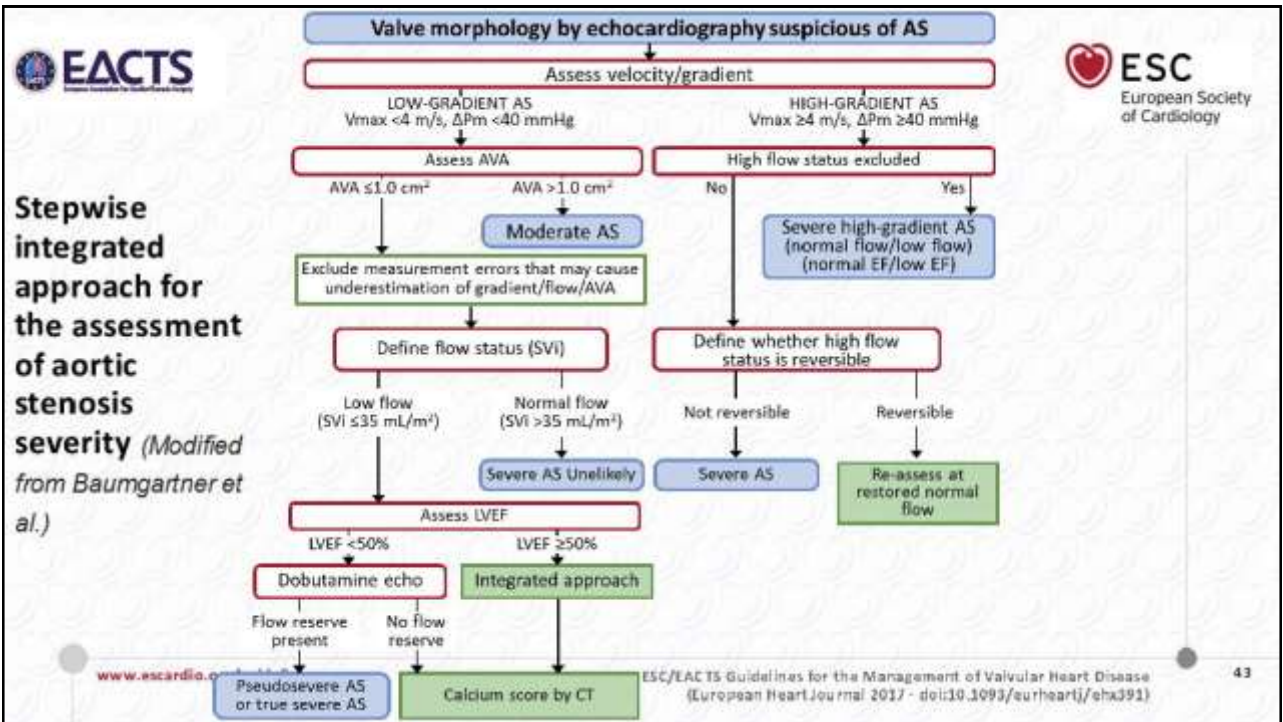 Valve morphology by echocardiography suspicious of AS
EACTS
ESC
European Society
of Cardiology
Assess velocity/gradient
LOW-GRADIENT AS
Vmax <4 m/s, ΔPm <40 mmHg
HIGH-GRADIENT AS
Vmax ≥4 m/s, ΔPm ≥40 mmHg
Assess AVA
High flow status excluded
AVA ≤1.0 cm²
AVA >1.0 cm²
No
Yes
Stepwise
integrated
approach for
the assessment
of aortic
stenosis
severity (Modified
from Baumgartner et
al.)
Moderate AS
Severe high-gradient AS
(normal flow/low flow)
(normal EF/low EF)
Exclude measurement errors that may cause
underestimation of gradient/flow/AVA
Define flow status (SVi)
Define whether high flow
status is reversible
Low flow
(SVi ≤35 mL/m²)
Normal flow
(SVi >35 mL/m²)
Not reversible
Reversible
Severe AS Unelikely
Severe AS
Re-assess at
restored normal
flow
Assess LVEF
LVEF <50%
LVEF ≥50%
Dobutamine echo
Integrated approach
Flow reserve
present
No flow
reserve
www.escardio.
Pseudosevere AS
or true severe AS
Calcium score by CT
ESC/EACTS Guidelines for the Management of Valvular Heart Disease
(European Heart Journal 2017 - doi:10.1093/eurheartj/ehx391)
43